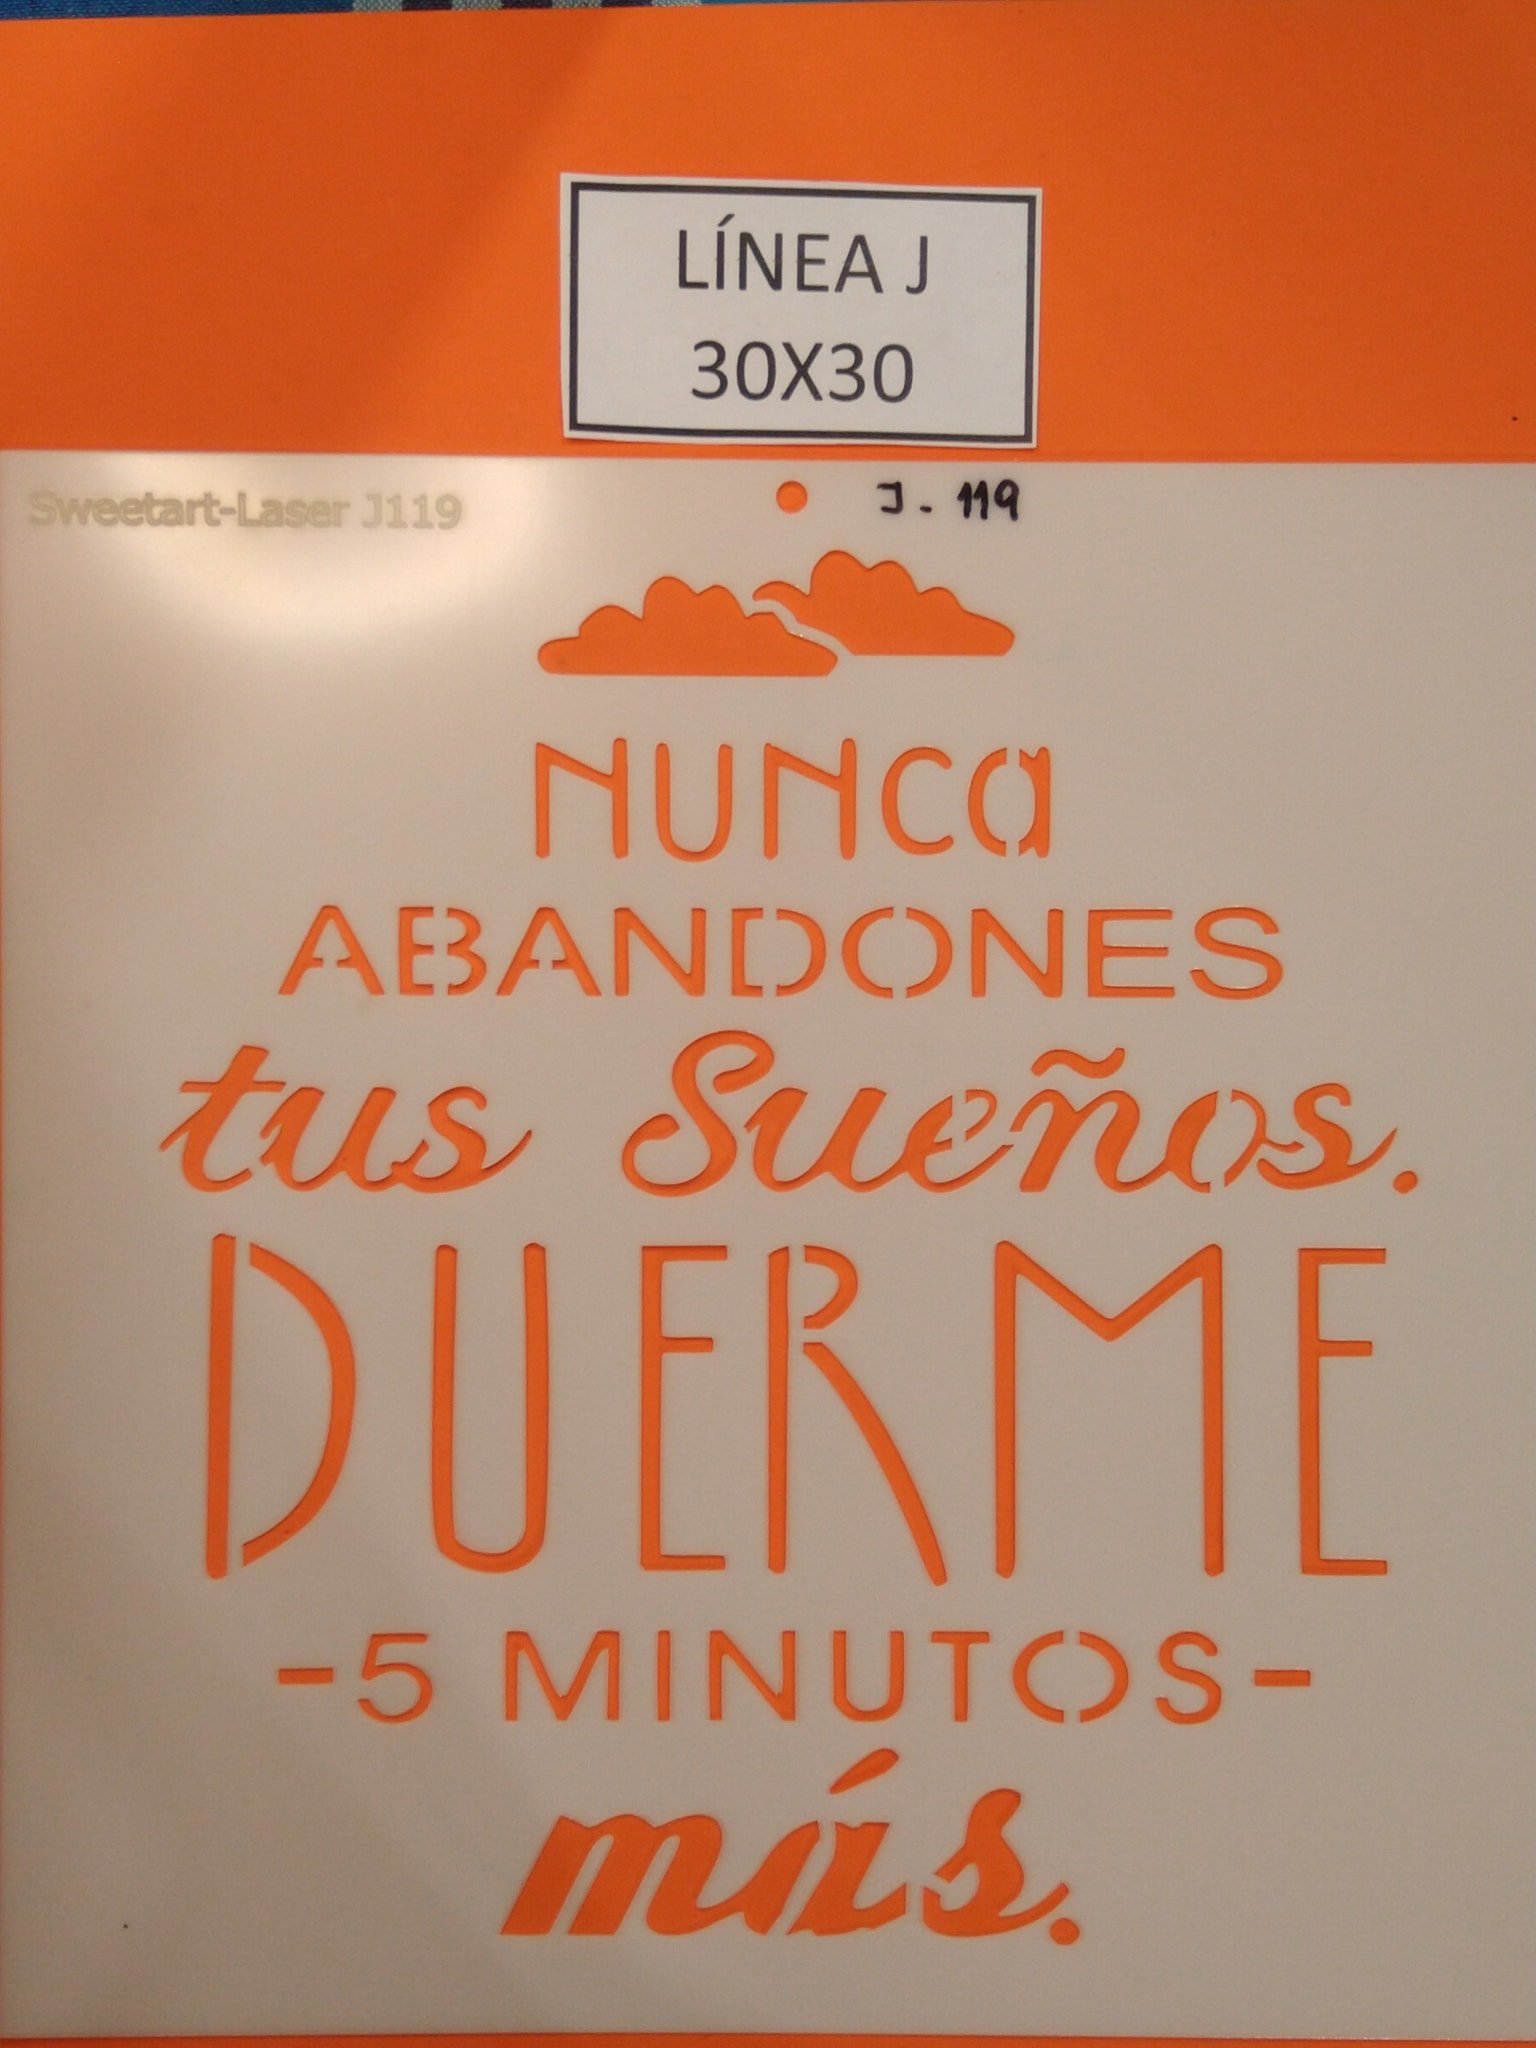 LÍNEA J
30X30
Sweetart-Laser J119
J - 119
NUNCa
ABANDONES
tus Sueños.
DUERME
-5 MINUTOS-
más.